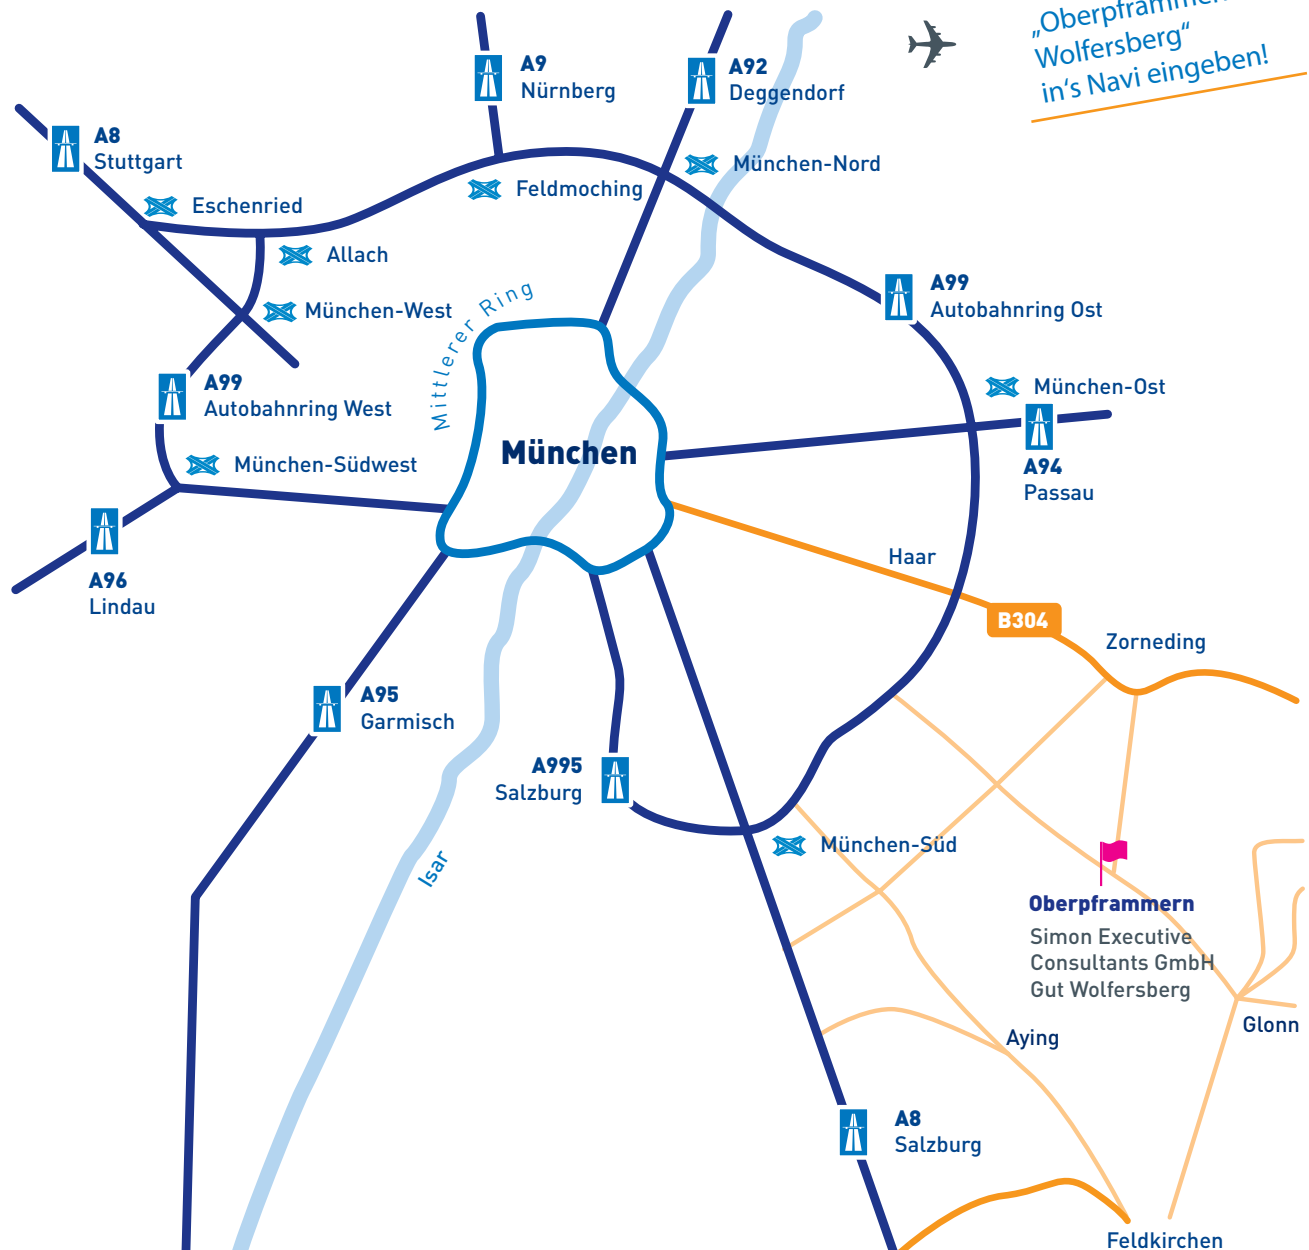 „Oberpframmern
Wolfersberg“
in‘s Navi eingeben!
A9
Nürnberg
A92
Deggendorf
A8
Stuttgart
München-Nord
Feldmoching
Eschenried
Allach
München-West
Mittlerer Ring
A99
Autobahnring Ost
A99
Autobahnring West
München-Ost
München
München-Südwest
A94
Passau
Haar
A96
Lindau
B304
Zorneding
A95
Garmisch
A995
Salzburg
München-Süd
Isar
Oberpframmern
Simon Executive
Consultants GmbH
Gut Wolfersberg
Glonn
Aying
A8
Salzburg
Feldkirchen